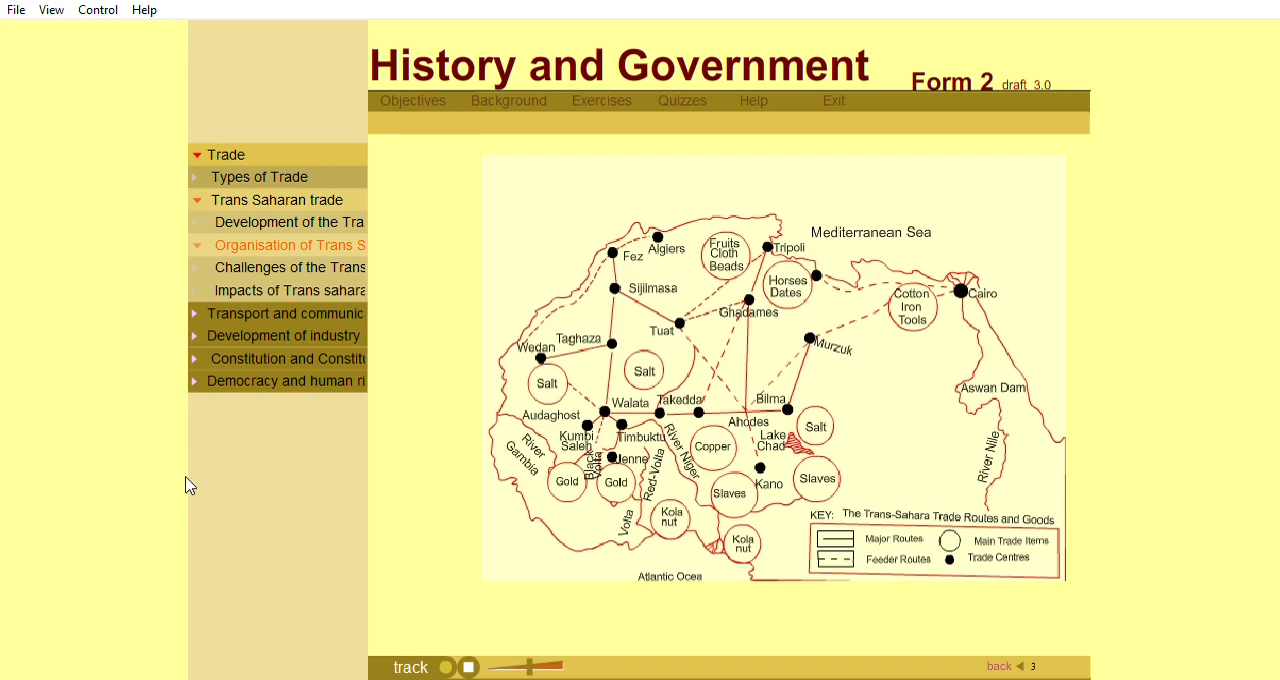 File View Control Help
History and Government
Form 2 draft 3.0
Objectives Background Exercises Quizzes Help Exit
Trade
Types of Trade
Trans Saharan trade
Development of the Tra
Organisation of Trans S
Challenges of the Trans
Impacts of Trans sahara
Transport and communic
Development of industry
Constitution and Constitu
Democracy and human ri
Mediterranean Sea
Algiers
Fez
Fruits
Cloth
Beads
Tripoli
Sijilmasa
Horses
Dates
Cotton
Iron
Tools
Cairo
Ghadames
Tuat
Taghaza
Wedan
Murzuk
Salt
Salt
Aswan Dam
Walata
Takedda
Bilma
Audaghost
Alhodes
Salt
Kumbi
Saleh
Timbuktu
Lake
Chad
River
Gambia
Black
Volta
Jenne
Red-Volta
River Niger
Copper
River Nile
Gold
Gold
Kano
Slaves
Slaves
Volta
Kola
nut
Kola
nut
KEY: The Trans-Sahara Trade Routes and Goods
Major Routes
Main Trade Items
Feeder Routes
Trade Centres
Atlantic Ocea
track
back 3